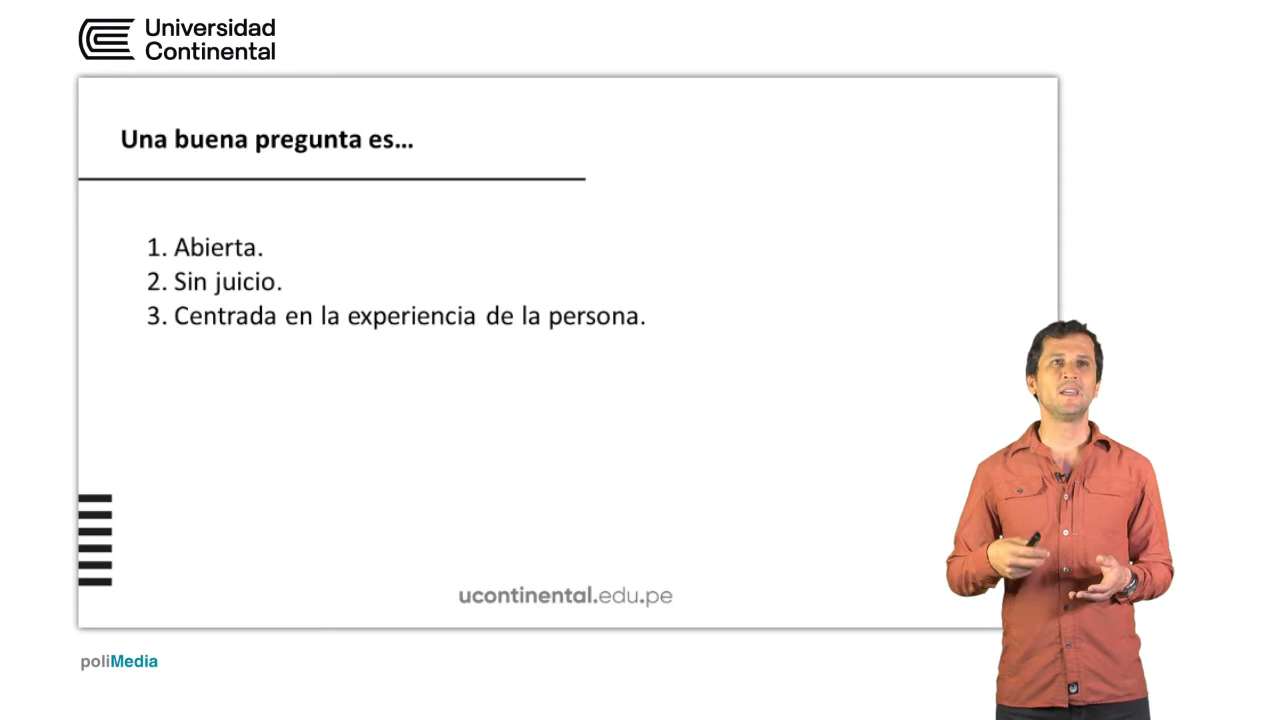 Universidad
Continental
Una buena pregunta es...
1. Abierta.
2. Sin juicio.
3. Centrada en la experiencia de la persona.
ucontinental.edu.pe
poliMedia